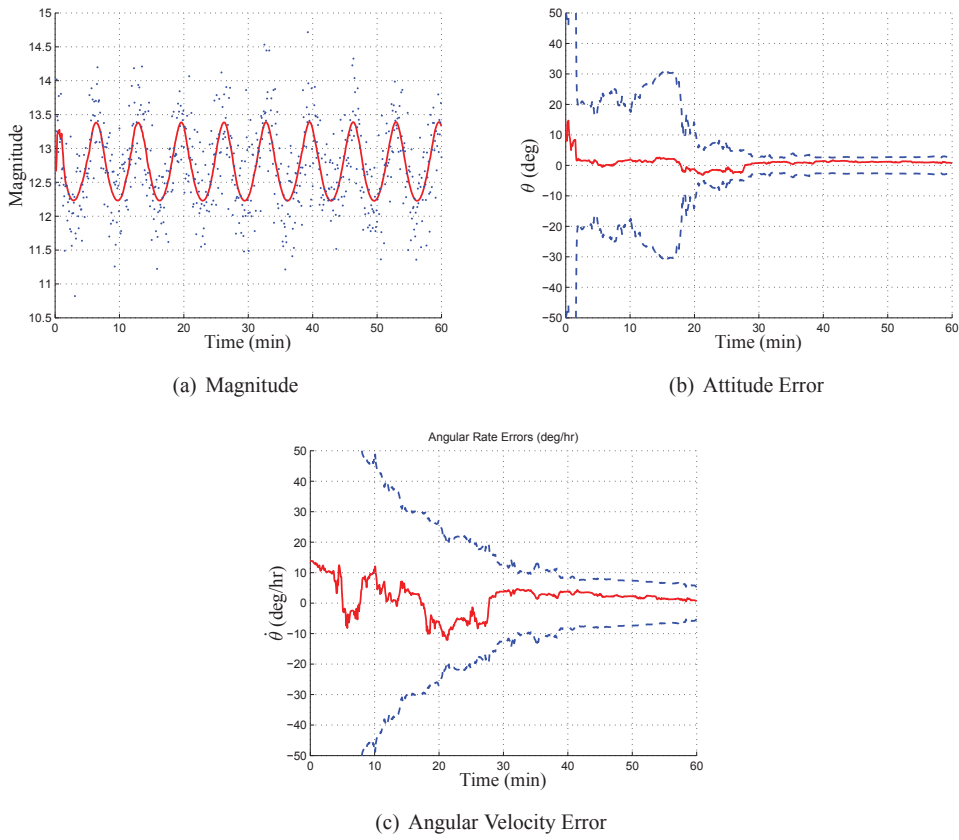 15
14.5
14
13.5
13
12.5
12
11.5
11
10.5
Magnitude
0 10 20 30 40 50 60
Time (min)
(a) Magnitude
50
40
30
20
10
0
−10
−20
−30
−40
−50
θ (deg)
0 10 20 30 40 50 60
Time (min)
(b) Attitude Error
Angular Rate Errors (deg/hr)
50
40
30
20
10
0
−10
−20
−30
−40
−50
θ̇ (deg/hr)
0 10 20 30 40 50 60
Time (min)
(c) Angular Velocity Error